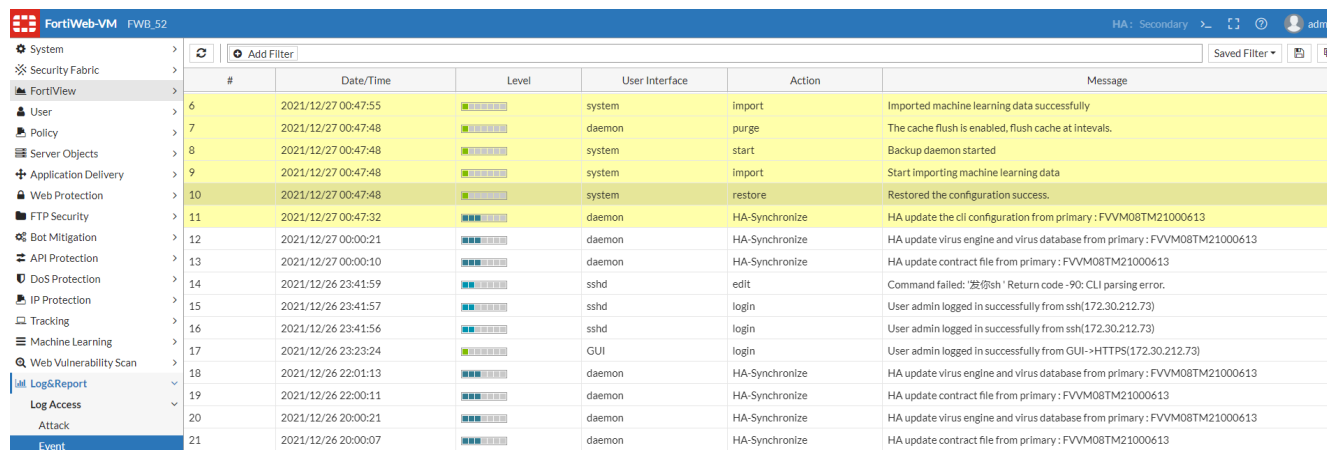 FortiWeb-VM FWB_52 HA: Secondary >_ adm
System
Security Fabric
FortiView
User
Policy
Server Objects
Application Delivery
Web Protection
FTP Security
Bot Mitigation
API Protection
DoS Protection
IP Protection
Tracking
Machine Learning
Web Vulnerability Scan
Log&Report
Log Access
Attack
Event
Add Filter Saved Filter
# Date/Time Level User Interface Action Message
6 2021/12/27 00:47:55 system import Imported machine learning data successfully
7 2021/12/27 00:47:48 daemon purge The cache flush is enabled, flush cache at intevals.
8 2021/12/27 00:47:48 system start Backup daemon started
9 2021/12/27 00:47:48 system import Start importing machine learning data
10 2021/12/27 00:47:48 system restore Restored the configuration success.
11 2021/12/27 00:47:32 daemon HA-Synchronize HA update the cli configuration from primary : FVVM08TM21000613
12 2021/12/27 00:00:21 daemon HA-Synchronize HA update virus engine and virus database from primary : FVVM08TM21000613
13 2021/12/27 00:00:10 daemon HA-Synchronize HA update contract file from primary : FVVM08TM21000613
14 2021/12/26 23:41:59 sshd edit Command failed: '发你sh ' Return code -90: CLI parsing error.
15 2021/12/26 23:41:57 sshd login User admin logged in successfully from ssh(172.30.212.73)
16 2021/12/26 23:41:56 sshd login User admin logged in successfully from ssh(172.30.212.73)
17 2021/12/26 23:23:24 GUI login User admin logged in successfully from GUI->HTTPS(172.30.212.73)
18 2021/12/26 22:01:13 daemon HA-Synchronize HA update virus engine and virus database from primary : FVVM08TM21000613
19 2021/12/26 22:00:11 daemon HA-Synchronize HA update contract file from primary : FVVM08TM21000613
20 2021/12/26 20:00:21 daemon HA-Synchronize HA update virus engine and virus database from primary : FVVM08TM21000613
21 2021/12/26 20:00:07 daemon HA-Synchronize HA update contract file from primary : FVVM08TM21000613